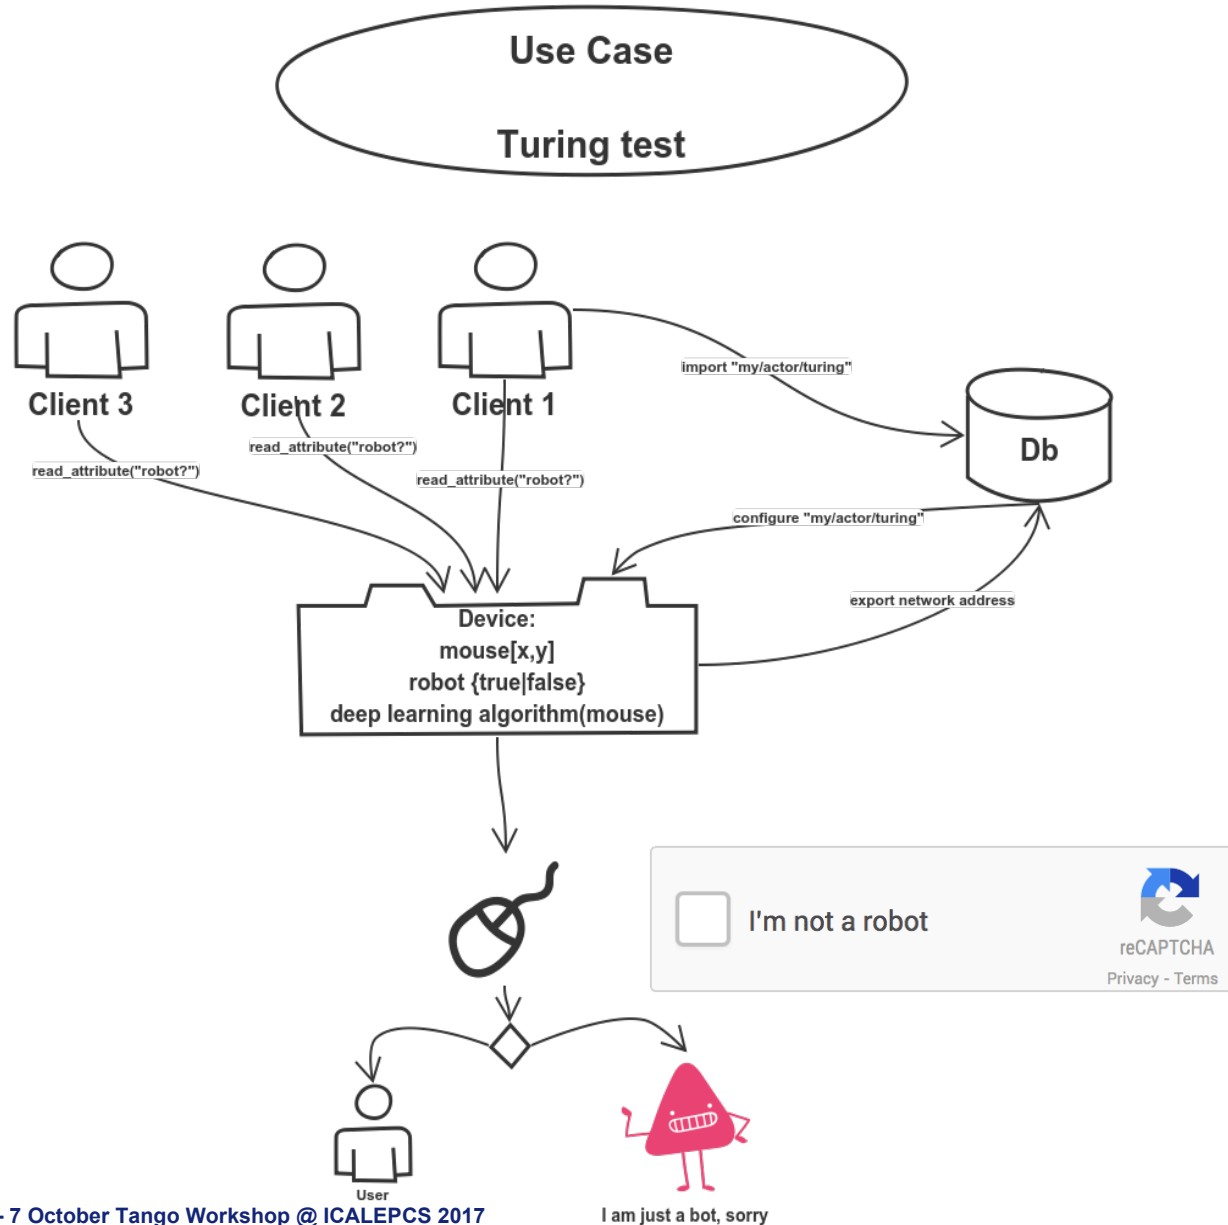 Use Case
Turing test
Client 3
Client 2
Client 1
import "my/actor/turing"
Db
read_attribute("robot?")
read_attribute("robot?")
read_attribute("robot?")
configure "my/actor/turing"
export network address
Device:
mouse[x,y]
robot {true|false}
deep learning algorithm(mouse)
I'm not a robot
reCAPTCHA
Privacy - Terms
User
I am just a bot, sorry
- 7 October Tango Workshop @ ICALEPCS 2017